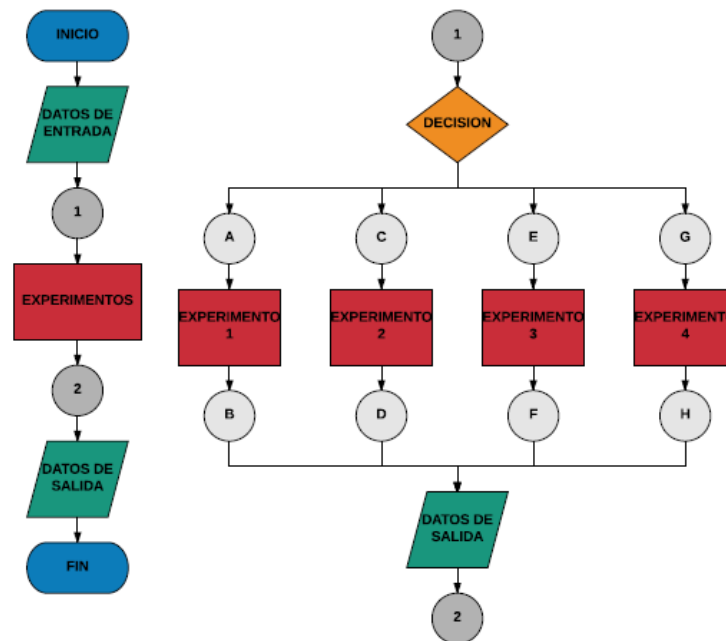 INICIO
DATOS DE
ENTRADA
1
EXPERIMENTOS
2
DATOS DE
SALIDA
FIN
1
DECISION
A
C
E
G
EXPERIMENTO
1
EXPERIMENTO
2
EXPERIMENTO
3
EXPERIMENT
4
B
D
F
H
DATOS DE
SALIDA
2